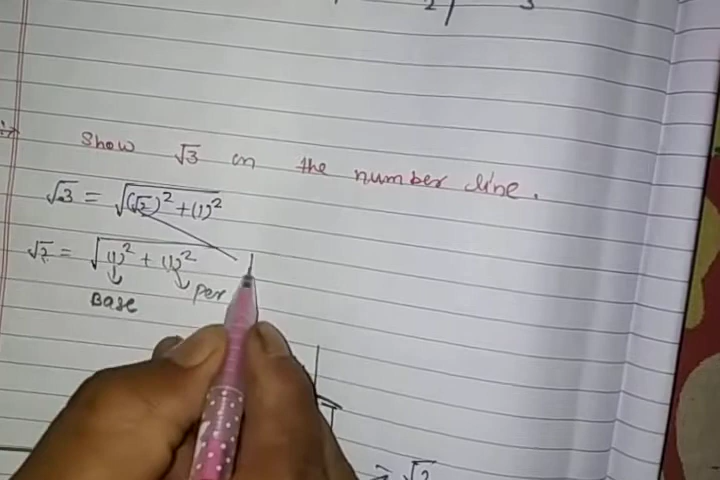 Show √3 on the number line.
√3 = √(√2)² + (1)²
√2 = √(1)² + (1)²
Base Per
√2